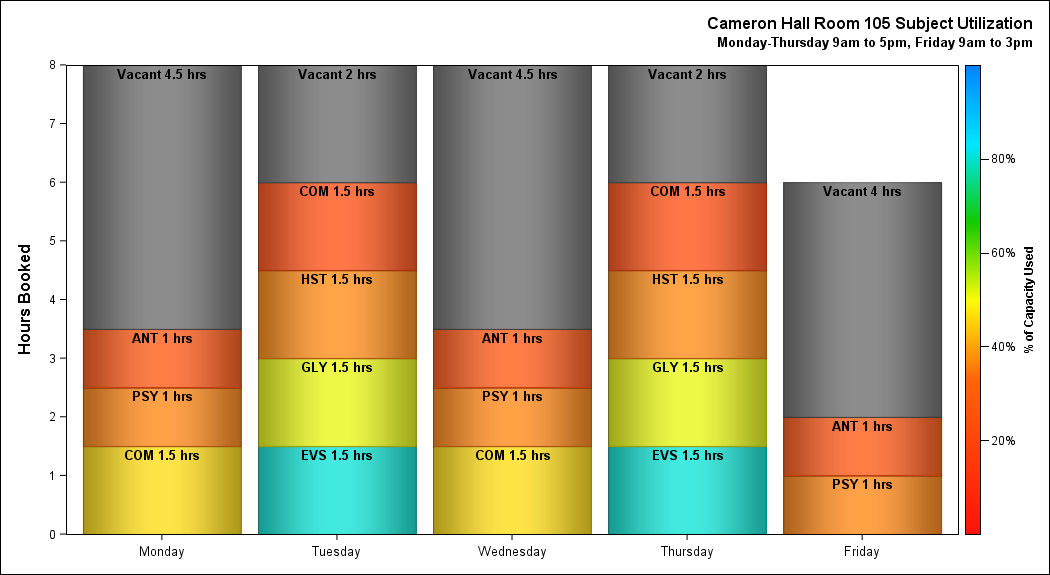 Cameron Hall Room 105 Subject Utilization
Monday-Thursday 9am to 5pm, Friday 9am to 3pm
Hours Booked
8
7
6
5
4
3
2
1
0
Vacant 4.5 hrs
ANT 1 hrs
PSY 1 hrs
COM 1.5 hrs
Monday
Vacant 2 hrs
COM 1.5 hrs
HST 1.5 hrs
GLY 1.5 hrs
EVS 1.5 hrs
Tuesday
Vacant 4.5 hrs
ANT 1 hrs
PSY 1 hrs
COM 1.5 hrs
Wednesday
Vacant 2 hrs
COM 1.5 hrs
HST 1.5 hrs
GLY 1.5 hrs
EVS 1.5 hrs
Thursday
Vacant 4 hrs
ANT 1 hrs
PSY 1 hrs
Friday
80%
60%
40%
20%
% of Capacity Used